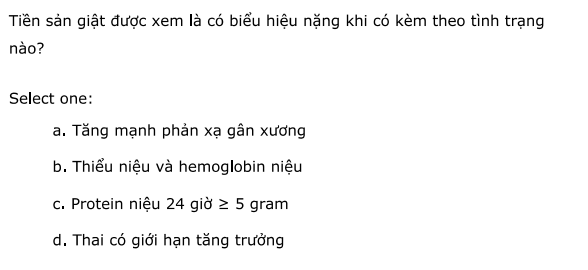 Tiền sản giật được xem là có biểu hiệu nặng khi có kèm theo tình trạng
nào?
Select one:
a. Tăng mạnh phản xạ gân xương
b. Thiểu niệu và hemoglobin niệu
c. Protein niệu 24 giờ ≥ 5 gram
d. Thai có giới hạn tăng trưởng